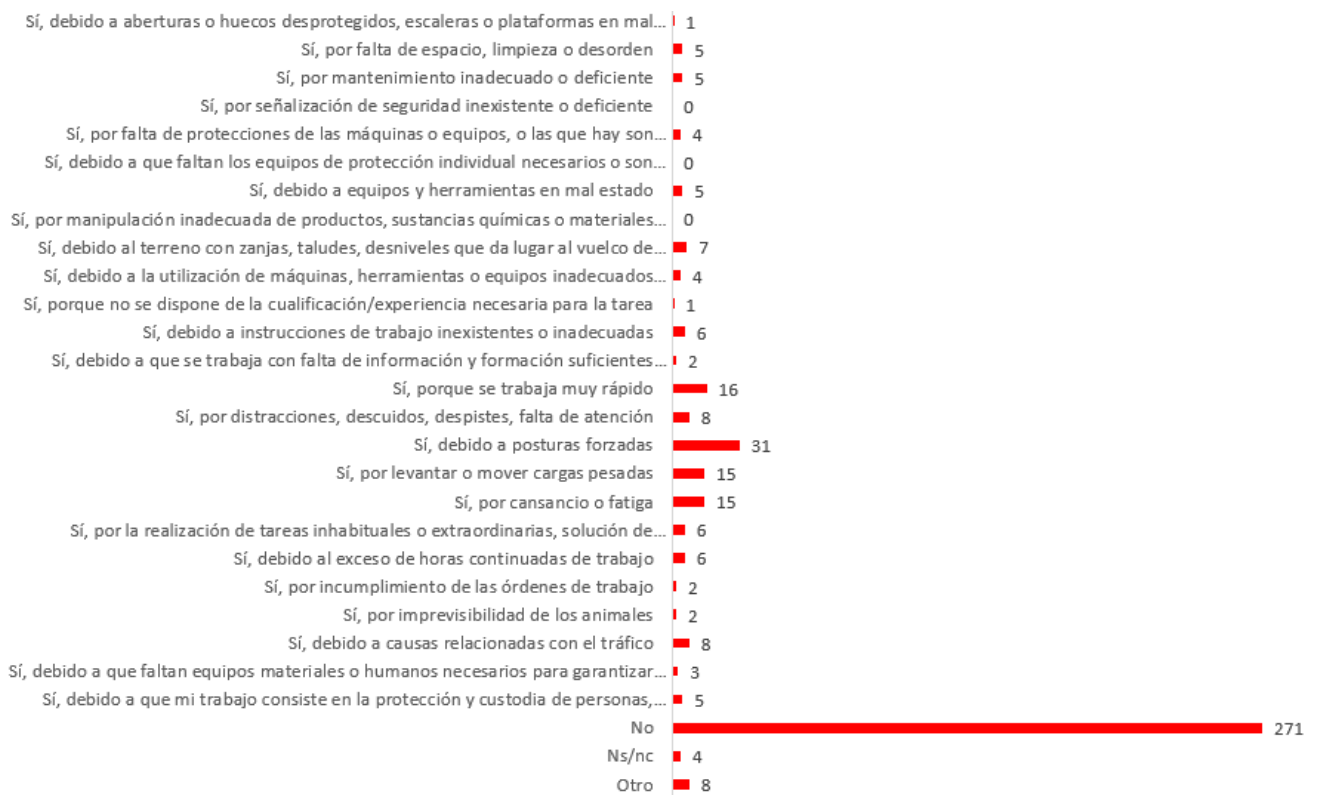 Sí, debido a aberturas o huecos desprotegidos, escaleras o plataformas en mal... 1
Sí, por falta de espacio, limpieza o desorden 5
Sí, por mantenimiento inadecuado o deficiente 5
Sí, por señalización de seguridad inexistente o deficiente 0
Sí, por falta de protecciones de las máquinas o equipos, o las que hay son... 4
Sí, debido a que faltan los equipos de protección individual necesarios o son... 0
Sí, debido a equipos y herramientas en mal estado 5
Sí, por manipulación inadecuada de productos, sustancias químicas o materiales... 0
Sí, debido al terreno con zanjas, taludes, desniveles que da lugar al vuelco de... 7
Sí, debido a la utilización de máquinas, herramientas o equipos inadecuados... 4
Sí, porque no se dispone de la cualificación/experiencia necesaria para la tarea 1
Sí, debido a instrucciones de trabajo inexistentes o inadecuadas 6
Sí, debido a que se trabaja con falta de información y formación suficientes... 2
Sí, porque se trabaja muy rápido 16
Sí, por distracciones, descuidos, despistes, falta de atención 8
Sí, debido a posturas forzadas 31
Sí, por levantar o mover cargas pesadas 15
Sí, por cansancio o fatiga 15
Sí, por la realización de tareas inhabituales o extraordinarias, solución de... 6
Sí, debido al exceso de horas continuadas de trabajo 6
Sí, por incumplimiento de las órdenes de trabajo 2
Sí, por imprevisibilidad de los animales 2
Sí, debido a causas relacionadas con el tráfico 8
Sí, debido a que faltan equipos materiales o humanos necesarios para garantizar... 3
Sí, debido a que mi trabajo consiste en la protección y custodia de personas,... 5
No 271
Ns/nc 4
Otro 8